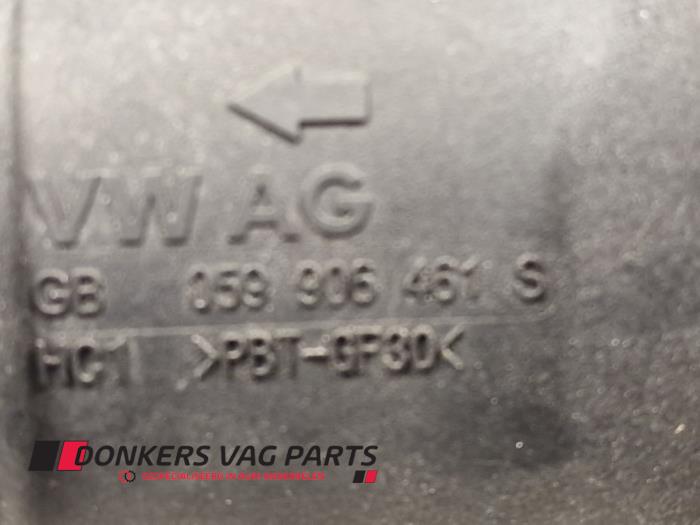 VW AG
GB 059 906 461 S
HC1 >PBT-GF30<
DONKERS VAG PARTS